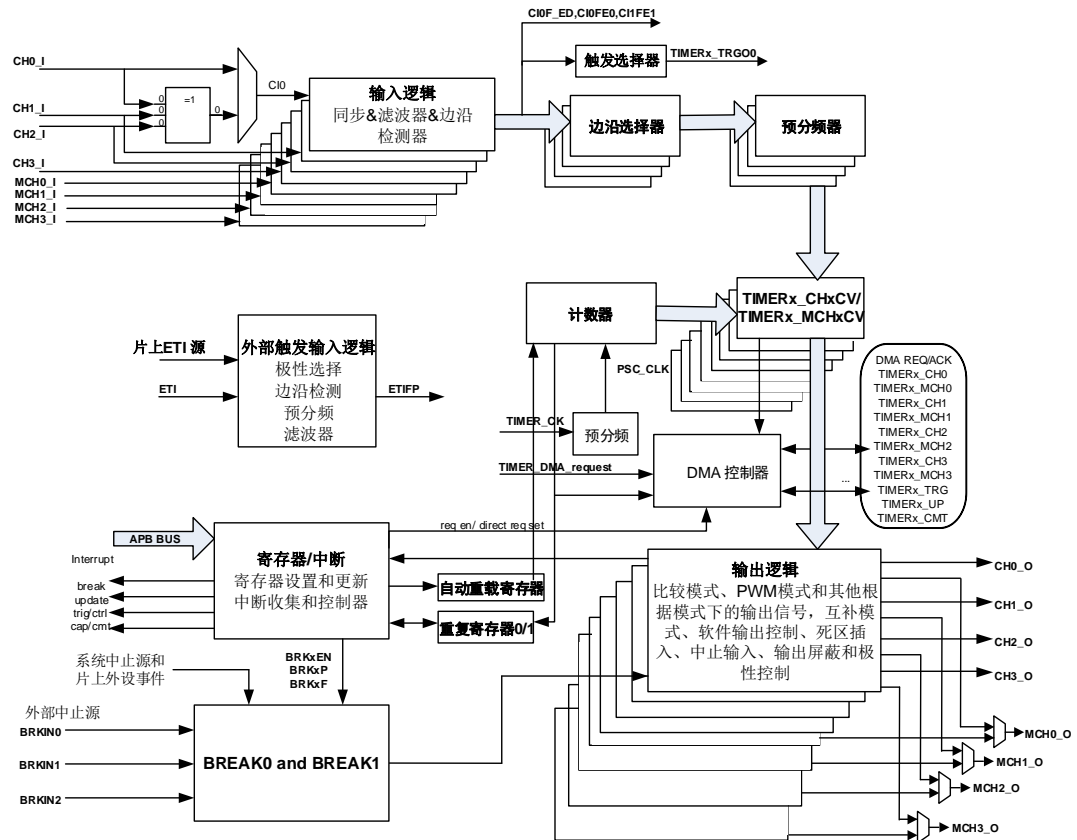 CI0F_ED,CI0FE0,CI1FE1
触发选择器
TIMERx_TRGO0
CH0_I
CH1_I
CH2_I
CH3_I
MCH0_I
MCH1_I
MCH2_I
MCH3_I
0
0
0
=1
0
CI0
输入逻辑
同步&滤波器&边沿
检测器
边沿选择器
预分频器
片上ETI 源
ETI
外部触发输入逻辑
极性选择
边沿检测
预分频
滤波器
ETIFP
计数器
PSC_CLK
TIMER_CK
预分频
TIMERx_CHxCV/
TIMERx_MCHxCV
TIMER_DMA_request
DMA 控制器
...
DMA REQ/ACK
TIMERx_CH0
TIMERx_MCH0
TIMERx_CH1
TIMERx_MCH1
TIMERx_CH2
TIMERx_MCH2
TIMERx_CH3
TIMERx_MCH3
TIMERx_TRG
TIMERx_UP
TIMERx_CMT
APB BUS
Interrupt
break
update
trig/ctrl
cap/cmt
寄存器/中断
寄存器设置和更新
中断收集和控制器
req en/ direct req set
自动重载寄存器
重复寄存器0/1
输出逻辑
比较模式、PWM模式和其他根
据模式下的输出信号，互补模
式、软件输出控制、死区插
入、中止输入、输出屏蔽和极
性控制
CH0_O
CH1_O
CH2_O
CH3_O
MCH0_O
MCH1_O
MCH2_O
MCH3_O
系统中止源和
片上外设事件
BRKxEN
BRKxP
BRKxF
外部中止源
BRKIN0
BRKIN1
BRKIN2
BREAK0 and BREAK1